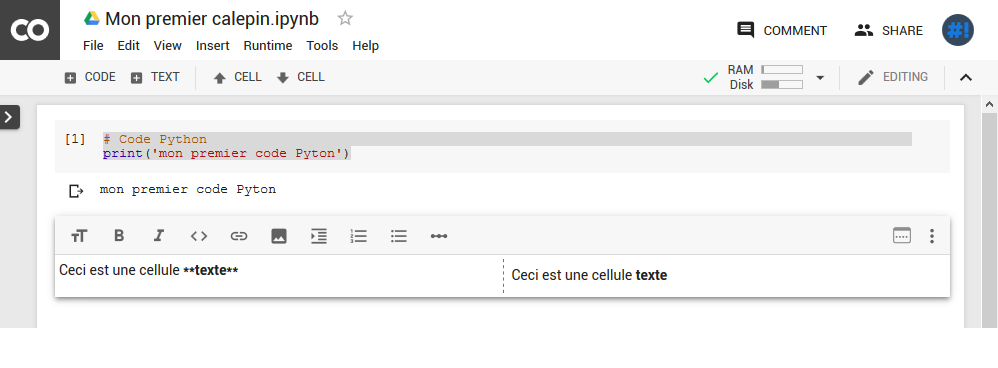 CO Mon premier calepin.ipynb
File Edit View Insert Runtime Tools Help
COMMENT SHARE #!
CODE TEXT CELL CELL
RAM
Disk
EDITING
[1] # Code Python
print('mon premier code Pyton')
mon premier code Pyton
Ceci est une cellule **texte**
Ceci est une cellule texte